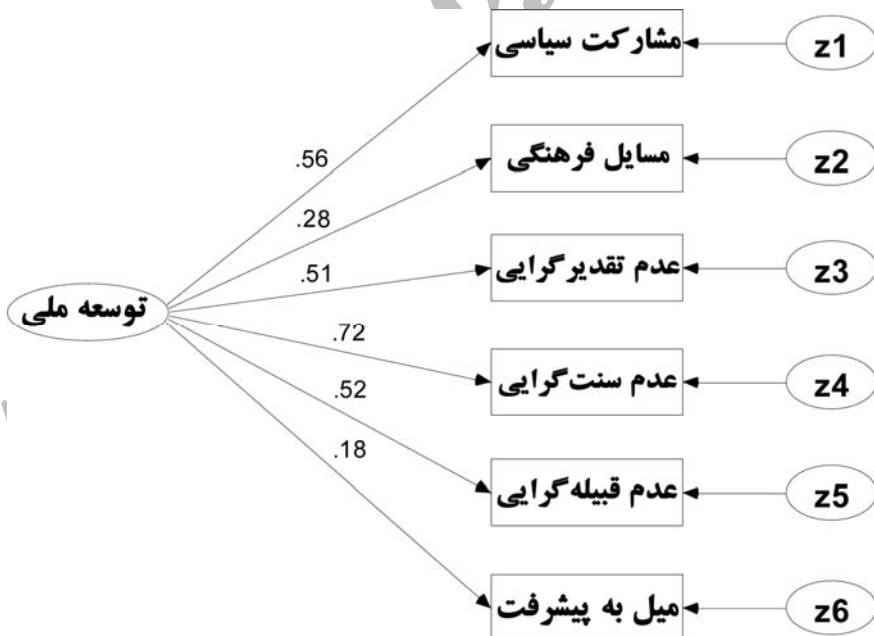 مشارکت سیاسی
z1
.56
مسایل فرهنگی
z2
.28
عدم تقدیرگرایی
z3
.51
توسعه ملی
.72
عدم سنت‌گرایی
z4
.52
عدم قبیله‌گرایی
z5
.18
میل به پیشرفت
z6